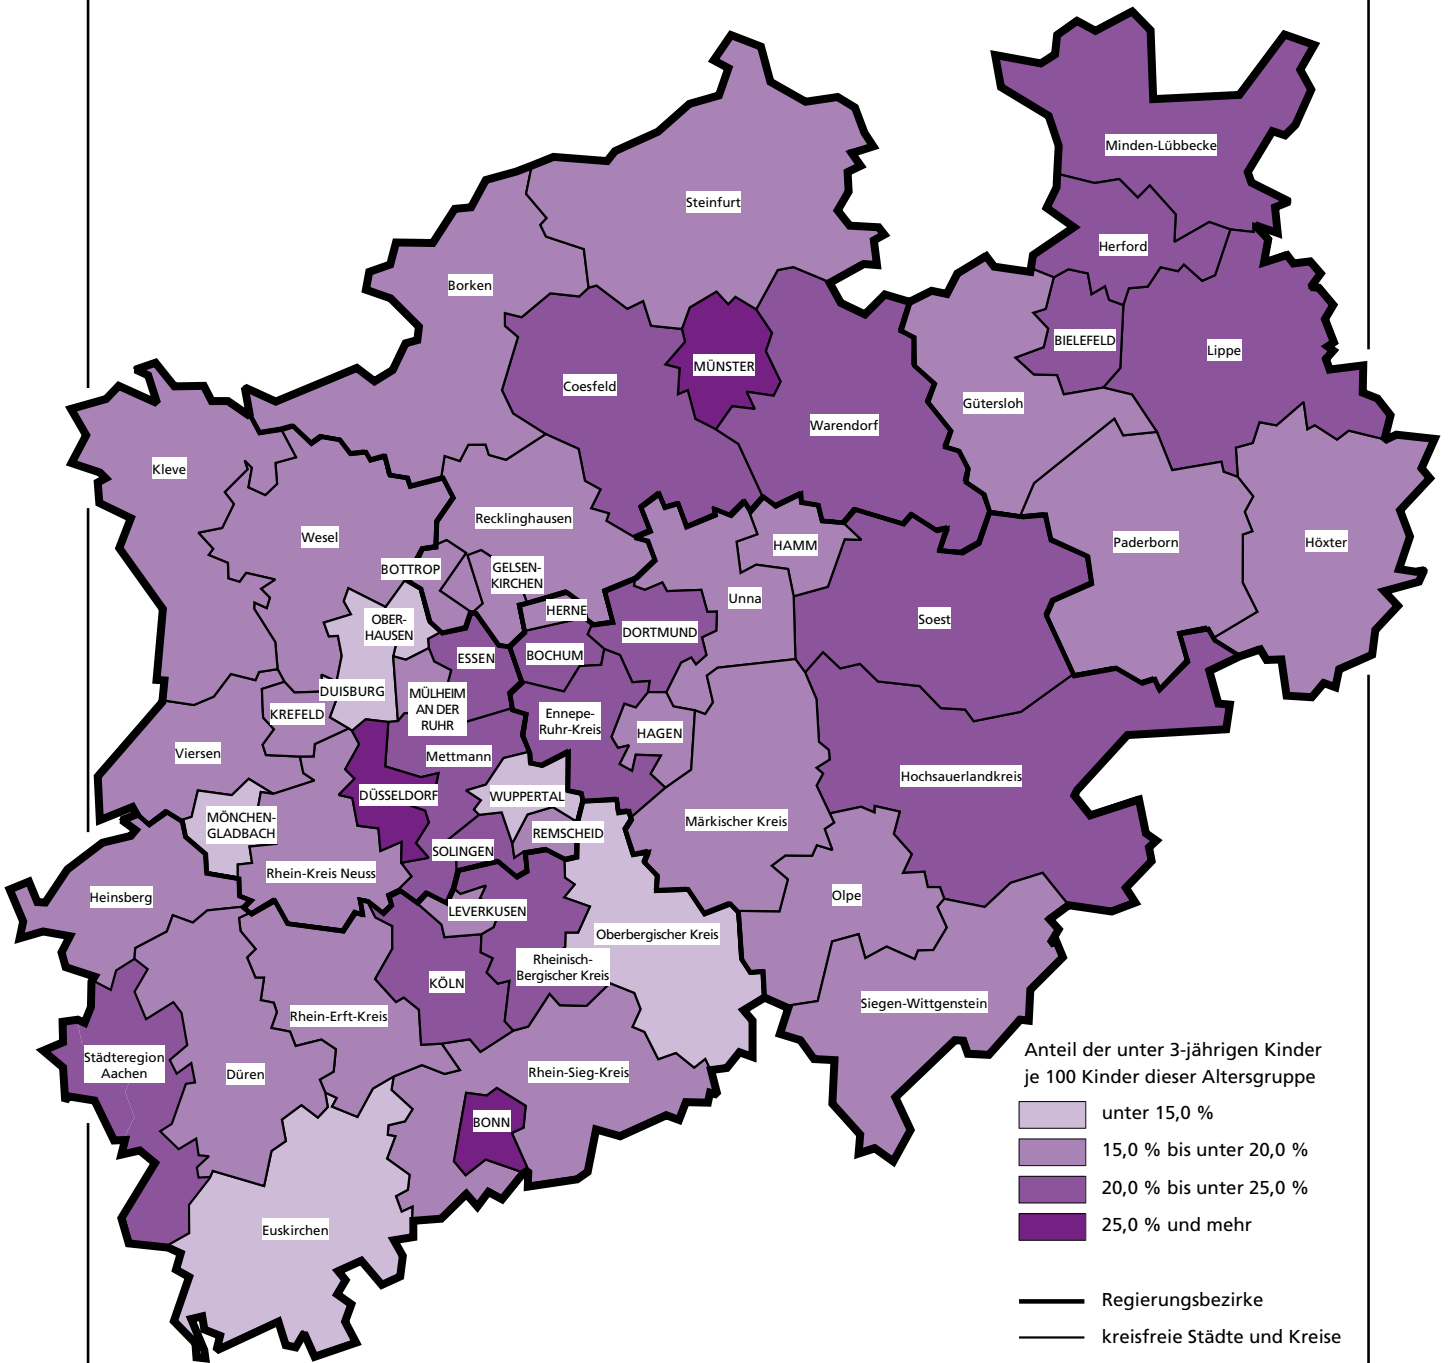 Minden-Lübbecke
Steinfurt
Herford
Borken
BIELEFELD
Lippe
MÜNSTER
Coesfeld
Gütersloh
Warendorf
Kleve
Recklinghausen
Wesel
HAMM
Paderborn
Höxter
BOTTROP
GELSEN-
KIRCHEN
Unna
HERNE
OBER-
HAUSEN
Soest
DORTMUND
BOCHUM
ESSEN
DUISBURG
MÜLHEIM
AN DER
RUHR
KREFELD
Ennepe-
Ruhr-Kreis
HAGEN
Viersen
Mettmann
Hochsauerlandkreis
DÜSSELDORF
WUPPERTAL
MÖNCHEN-
GLADBACH
Märkischer Kreis
REMSCHEID
SOLINGEN
Rhein-Kreis Neuss
Heinsberg
Olpe
LEVERKUSEN
Oberbergischer Kreis
Rheinisch-
Bergischer Kreis
KÖLN
Siegen-Wittgenstein
Rhein-Erft-Kreis
Städteregion
Aachen
Düren
Rhein-Sieg-Kreis
BONN
Euskirchen
Anteil der unter 3-jährigen Kinder
je 100 Kinder dieser Altersgruppe
unter 15,0 %
15,0 % bis unter 20,0 %
20,0 % bis unter 25,0 %
25,0 % und mehr
Regierungsbezirke
kreisfreie Städte und Kreise